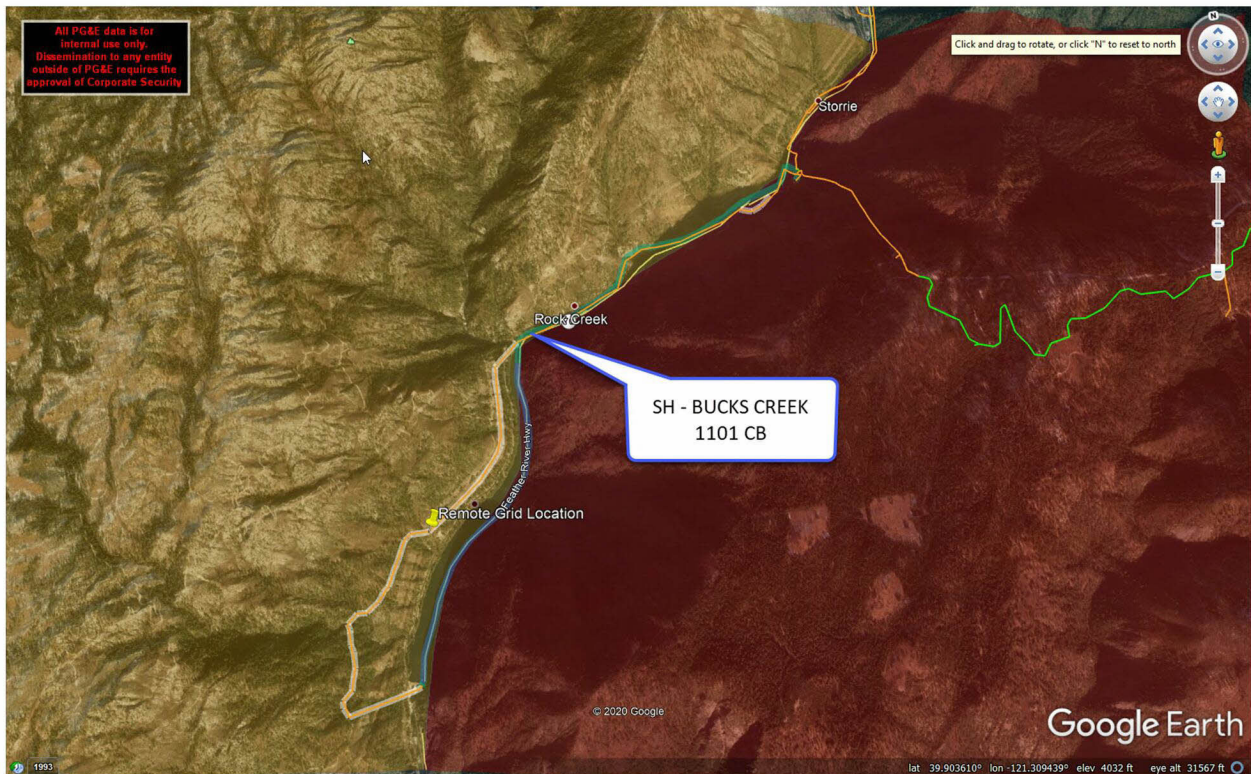 All PG&E data is for
internal use only.
Dissemination to any entity
outside of PG&E requires the
approval of Corporate Security
Click and drag to rotate, or click "N" to reset to north
N
Storrie
Rock Creek
SH - BUCKS CREEK
1101 CB
Feather River Hwy
Remote Grid Location
© 2020 Google
Google Earth
1993
lat 39.903610° lon -121.309439° elev 4032 ft eye alt 31567 ft